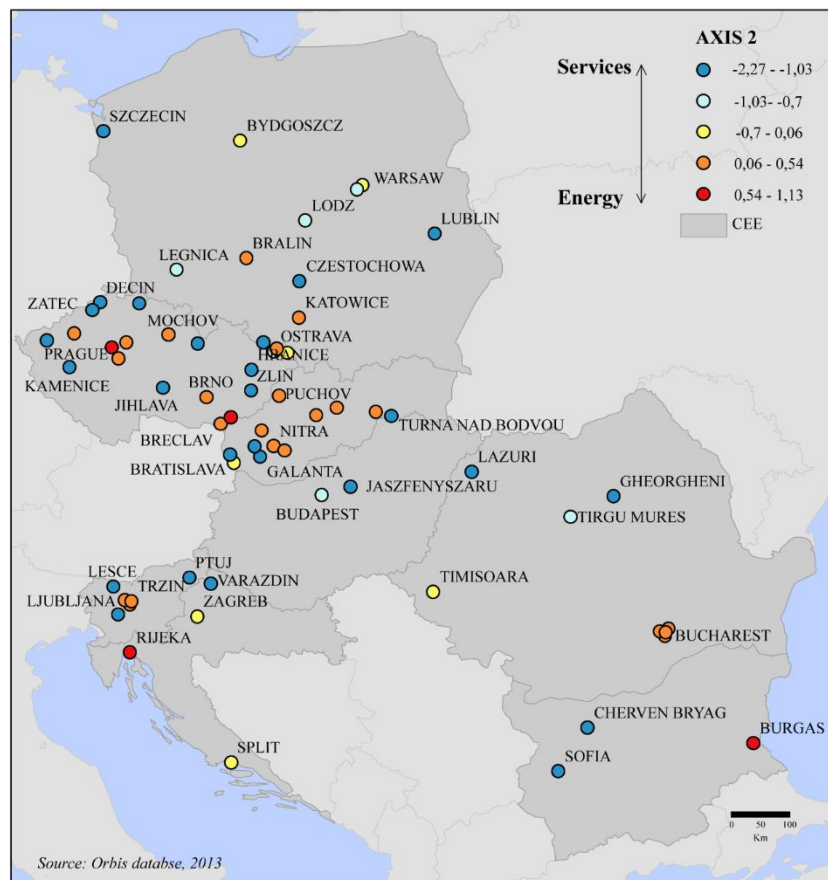 AXIS 2
Services
Energy
-2,27 - -1,03
-1,03- -0,7
-0,7 - 0,06
0,06 - 0,54
0,54 - 1,13
CEE
SZCZECIN
BYDGOSZCZ
WARSAW
LODZ
LUBLIN
LEGNICA
BRALIN
CZESTOCHOWA
DECIN
KATOWICE
ZATEC
MOCHOV
OSTRAVA
PRAGUE
HRANICE
KAMENICE
ZLIN
JIHLAVA
BRNO
PUCHOV
BRECLAV
NITRA
TURNA NAD BODVOU
BRATISLAVA
GALANTA
LAZURI
JASZFENYSZARU
GHEORGHENI
BUDAPEST
TIRGU MURES
LESCE
PTUJ
TRZIN
VARAZDIN
TIMISOARA
LJUBLJANA
ZAGREB
RIJEKA
BUCHAREST
CHERVEN BRYAG
BURGAS
SPLIT
SOFIA
0 50 100
Km
Source: Orbis databse, 2013